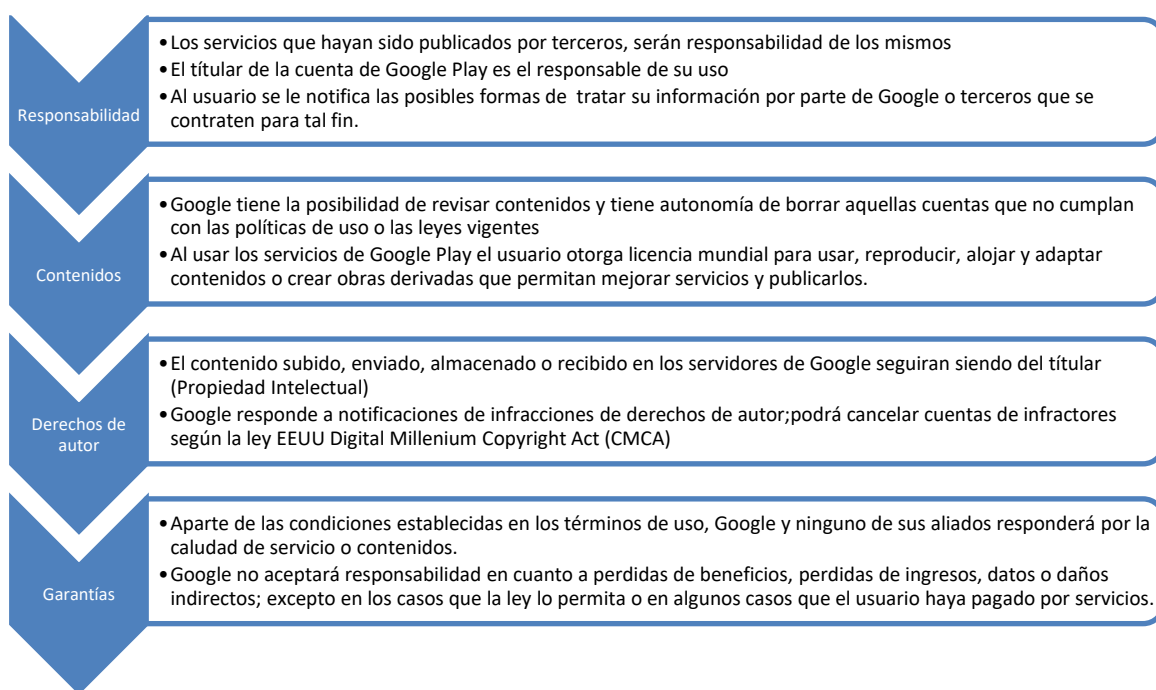 Responsabilidad
•Los servicios que hayan sido publicados por terceros, serán responsabilidad de los mismos
•El títular de la cuenta de Google Play es el responsable de su uso
•Al usuario se le notifica las posibles formas de tratar su información por parte de Google o terceros que se
contraten para tal fin.
Contenidos
•Google tiene la posibilidad de revisar contenidos y tiene autonomía de borrar aquellas cuentas que no cumplan
con las políticas de uso o las leyes vigentes
•Al usar los servicios de Google Play el usuario otorga licencia mundial para usar, reproducir, alojar y adaptar
contenidos o crear obras derivadas que permitan mejorar servicios y publicarlos.
Derechos de
autor
•El contenido subido, enviado, almacenado o recibido en los servidores de Google seguiran siendo del títular
(Propiedad Intelectual)
•Google responde a notificaciones de infracciones de derechos de autor;podrá cancelar cuentas de infractores
según la ley EEUU Digital Millenium Copyright Act (CMCA)
Garantías
•Aparte de las condiciones establecidas en los términos de uso, Google y ninguno de sus aliados responderá por la
caludad de servicio o contenidos.
•Google no aceptará responsabilidad en cuanto a perdidas de beneficios, perdidas de ingresos, datos o daños
indirectos; excepto en los casos que la ley lo permita o en algunos casos que el usuario haya pagado por servicios.